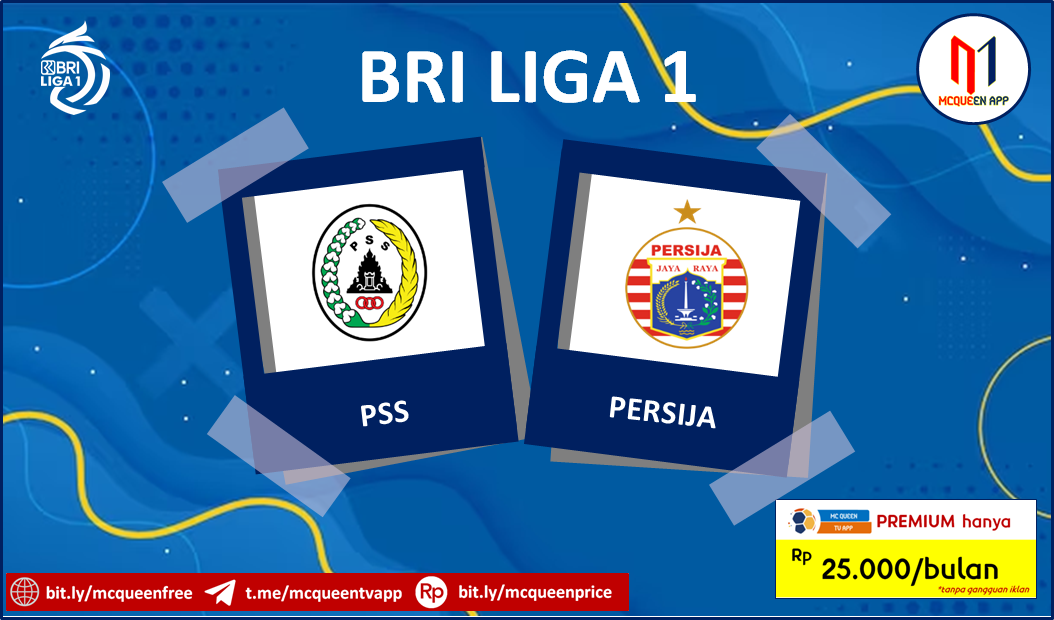 BRI
LIGA 1
BRI LIGA 1
MCQUEEN APP
PSS
PERSIJA
JAYA RAYA
PSS
PERSIJA
MC QUEEN
TV APP
PREMIUM hanya
Rp 25.000/bulan
*tanpa gangguan iklan
bit.ly/mcqueenfree
t.me/mcqueentvapp
Rp
bit.ly/mcqueenprice